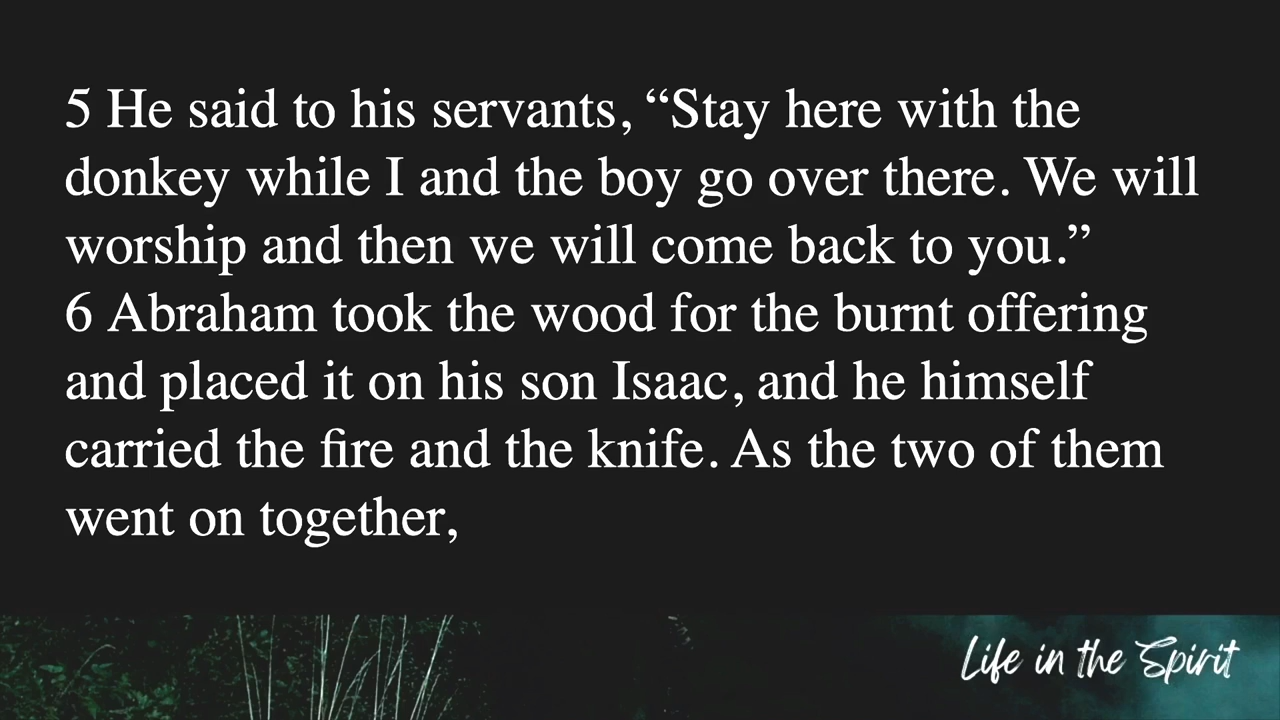 5 He said to his servants, “Stay here with the
donkey while I and the boy go over there. We will
worship and then we will come back to you.”
6 Abraham took the wood for the burnt offering
and placed it on his son Isaac, and he himself
carried the fire and the knife. As the two of them
went on together,
Life in the Spirit